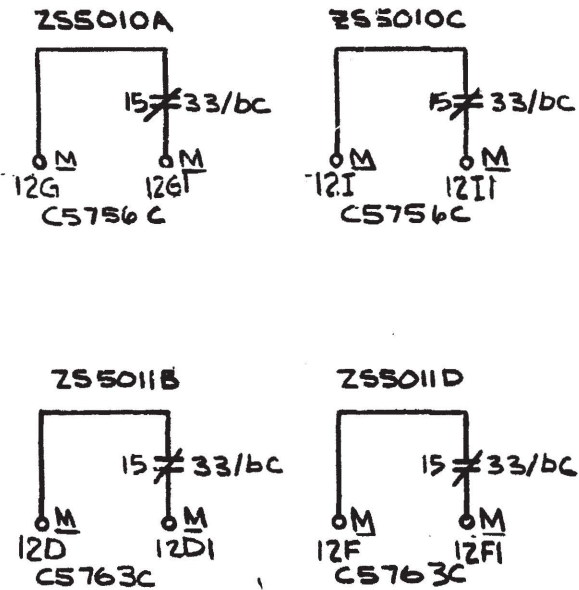 ZS5010A
15 33/bC
M M
12G 12G1
C5756C
ZS5010C
15 33/bC
M M
12I 12I1
C5756C
ZS5011B
15 33/bC
M M
12D 12D1
C5763C
ZS5011D
15 33/bC
M M
12F 12F1
C5763C